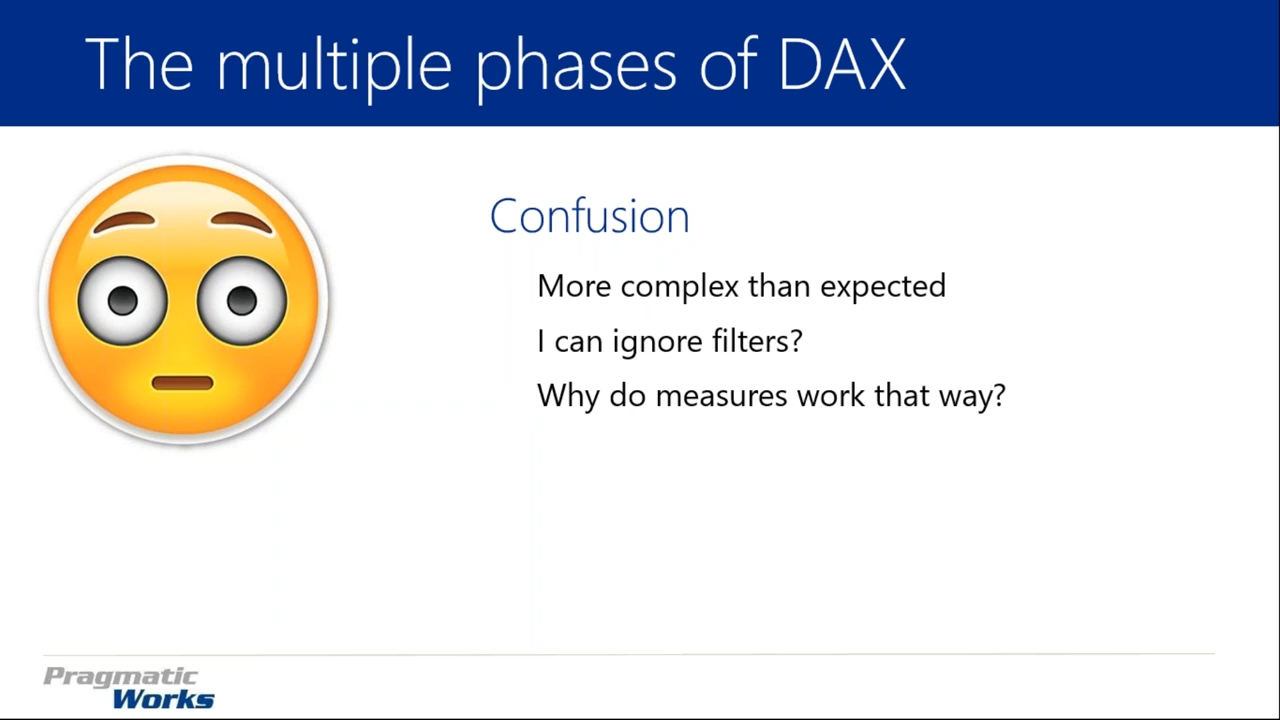 The multiple phases of DAX
Confusion
More complex than expected
I can ignore filters?
Why do measures work that way?
Pragmatic
Works